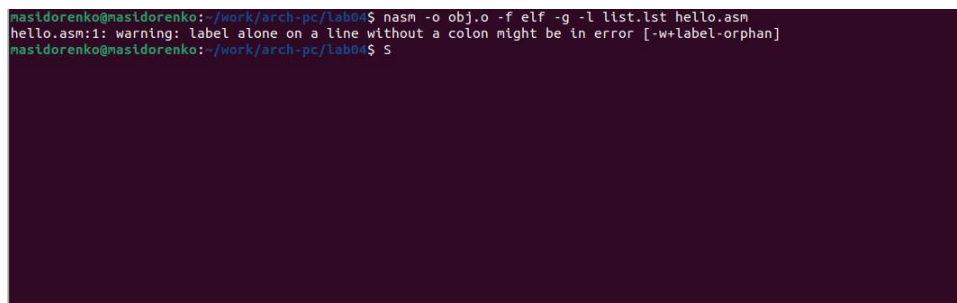 masidorenko@masidorenko:~/work/arch-pc/lab04$ nasm -o obj.o -f elf -g -l list.lst hello.asm
hello.asm:1: warning: label alone on a line without a colon might be in error [-w+label-orphan]
masidorenko@masidorenko:~/work/arch-pc/lab04$ S